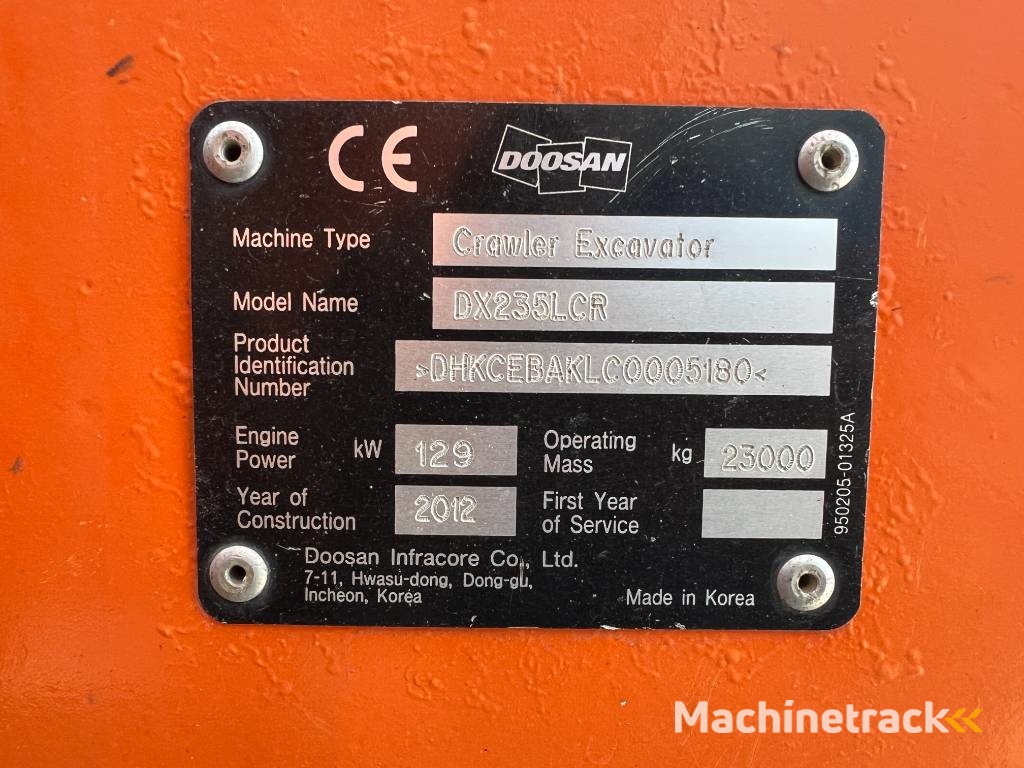 CE DOOSAN
Machine Type Crawler Excavator
Model Name DX235LCR
Product
Identification
Number >DHKCEBAKLC0005180<
Engine
Power kW 129
Operating
Mass kg 23000
Year of
Construction 2012
First Year
of Service
Doosan Infracore Co., Ltd.
7-11, Hwasu-dong, Dong-gu,
Incheon, Korea
Made in Korea
950205-01325A
Machinetrack